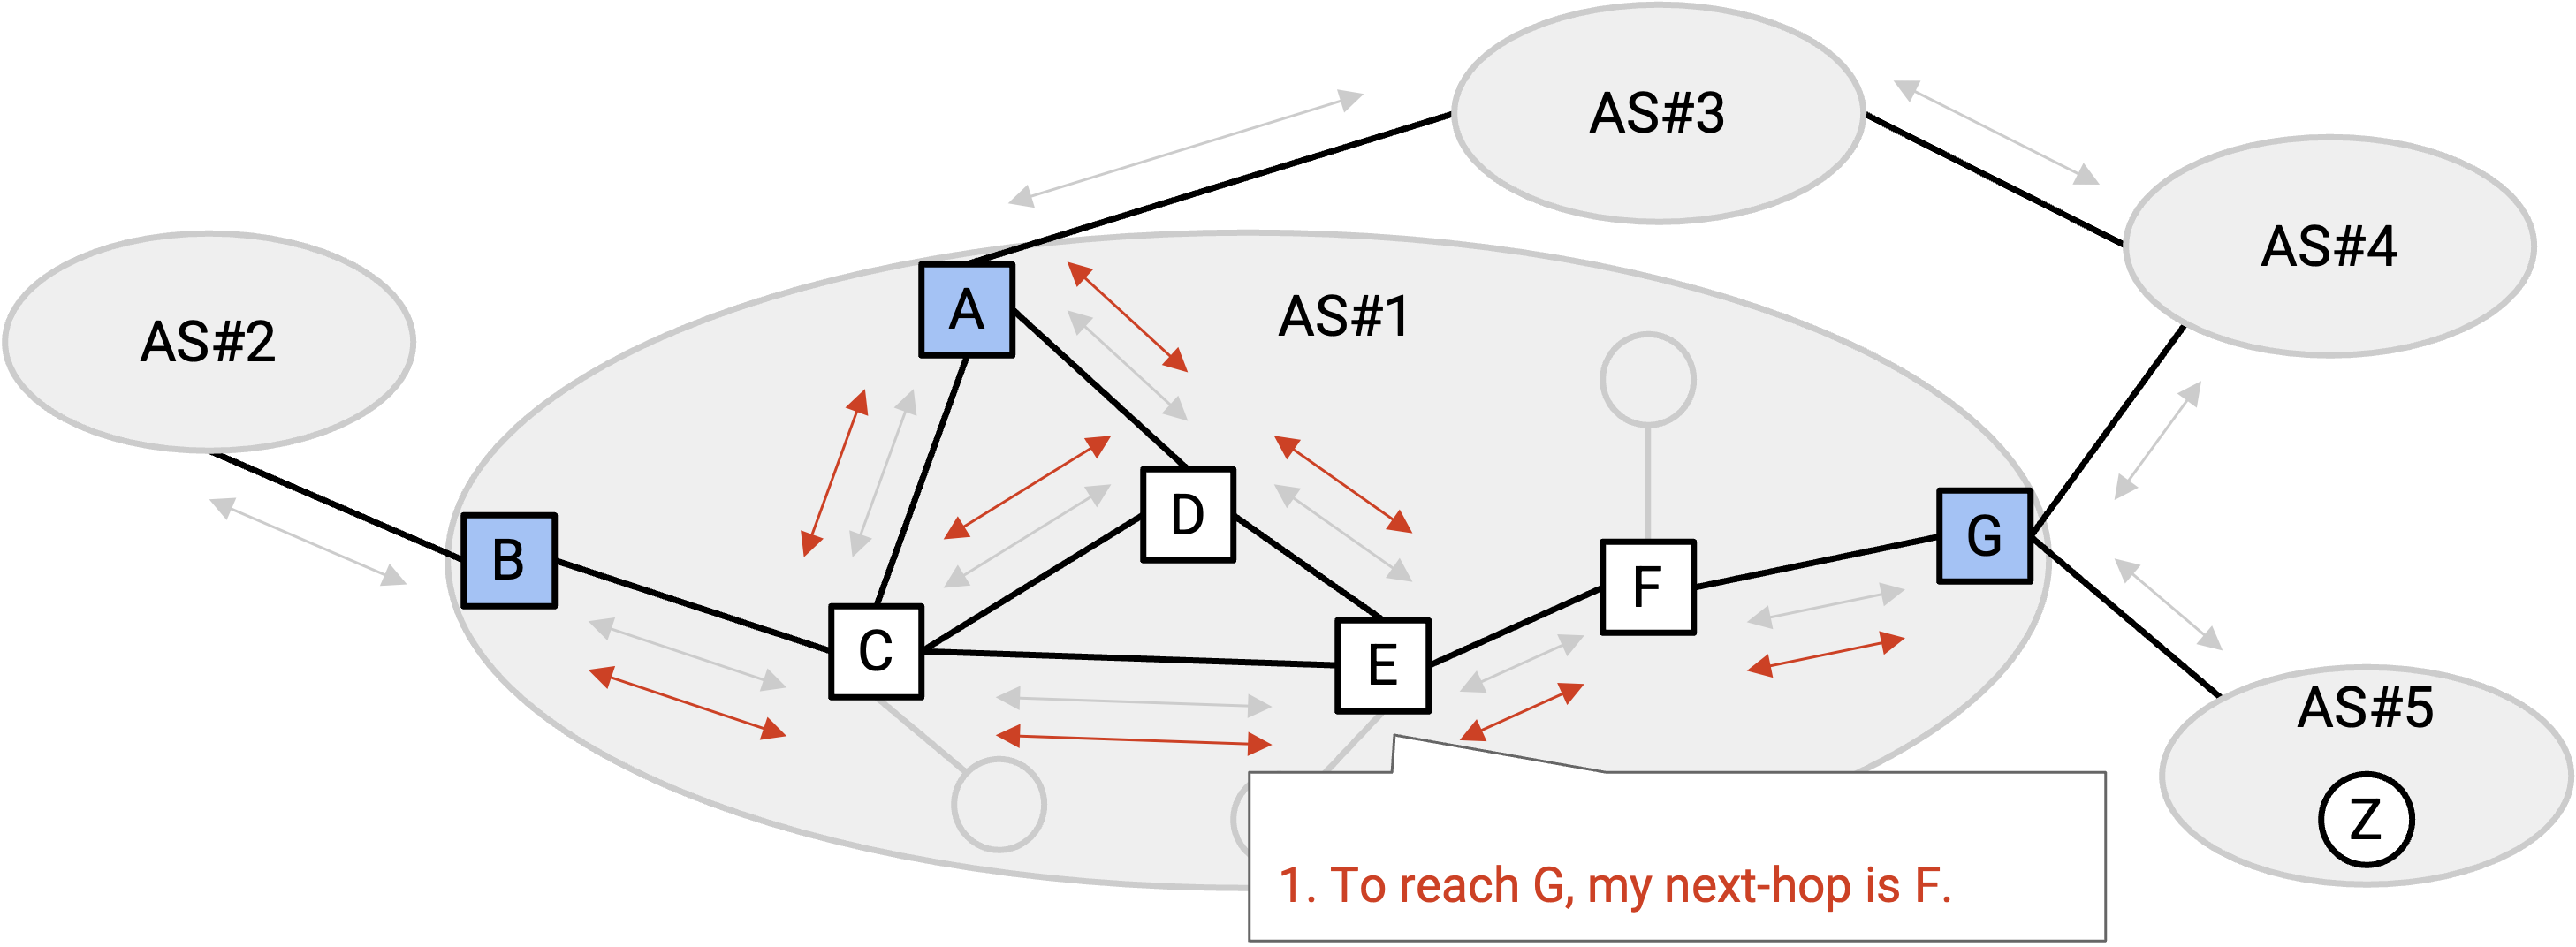 AS#3
AS#4
AS#2
A
AS#1
B
D
G
F
C
E
AS#5
Z
1. To reach G, my next-hop is F.